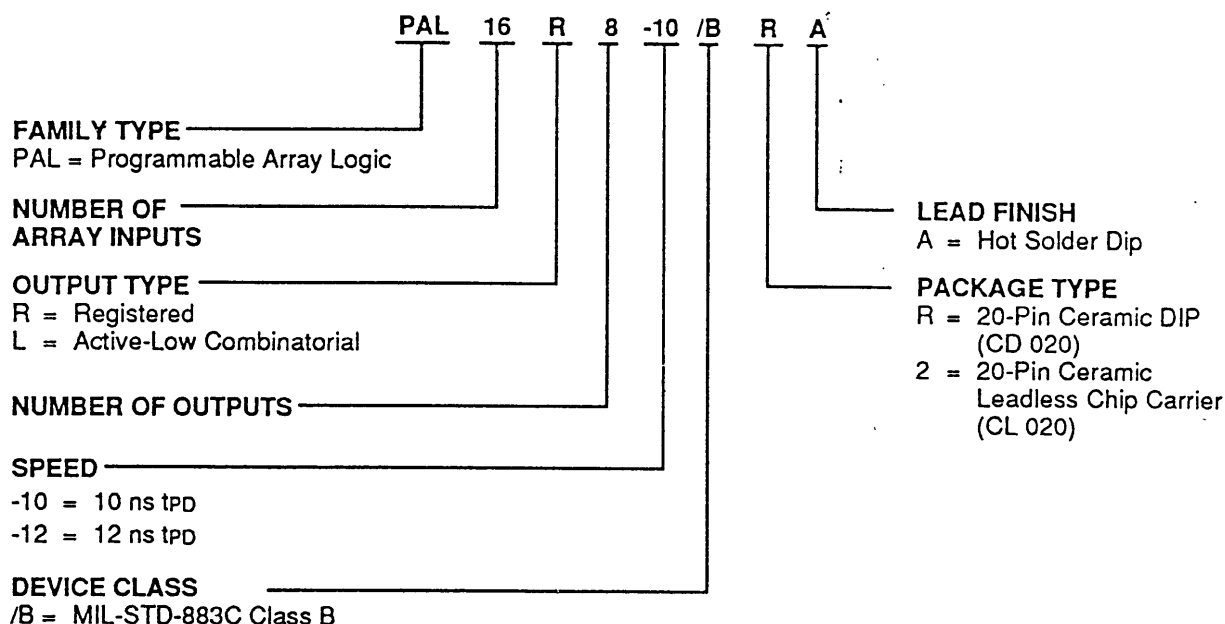 PAL 16 R 8 -10 /B R A
FAMILY TYPE
PAL = Programmable Array Logic
NUMBER OF
ARRAY INPUTS
OUTPUT TYPE
R = Registered
L = Active-Low Combinatorial
NUMBER OF OUTPUTS
SPEED
-10 = 10 ns tPD
-12 = 12 ns tPD
DEVICE CLASS
/B = MIL-STD-883C Class B
LEAD FINISH
A = Hot Solder Dip
PACKAGE TYPE
R = 20-Pin Ceramic DIP
(CD 020)
2 = 20-Pin Ceramic
Leadless Chip Carrier
(CL 020)